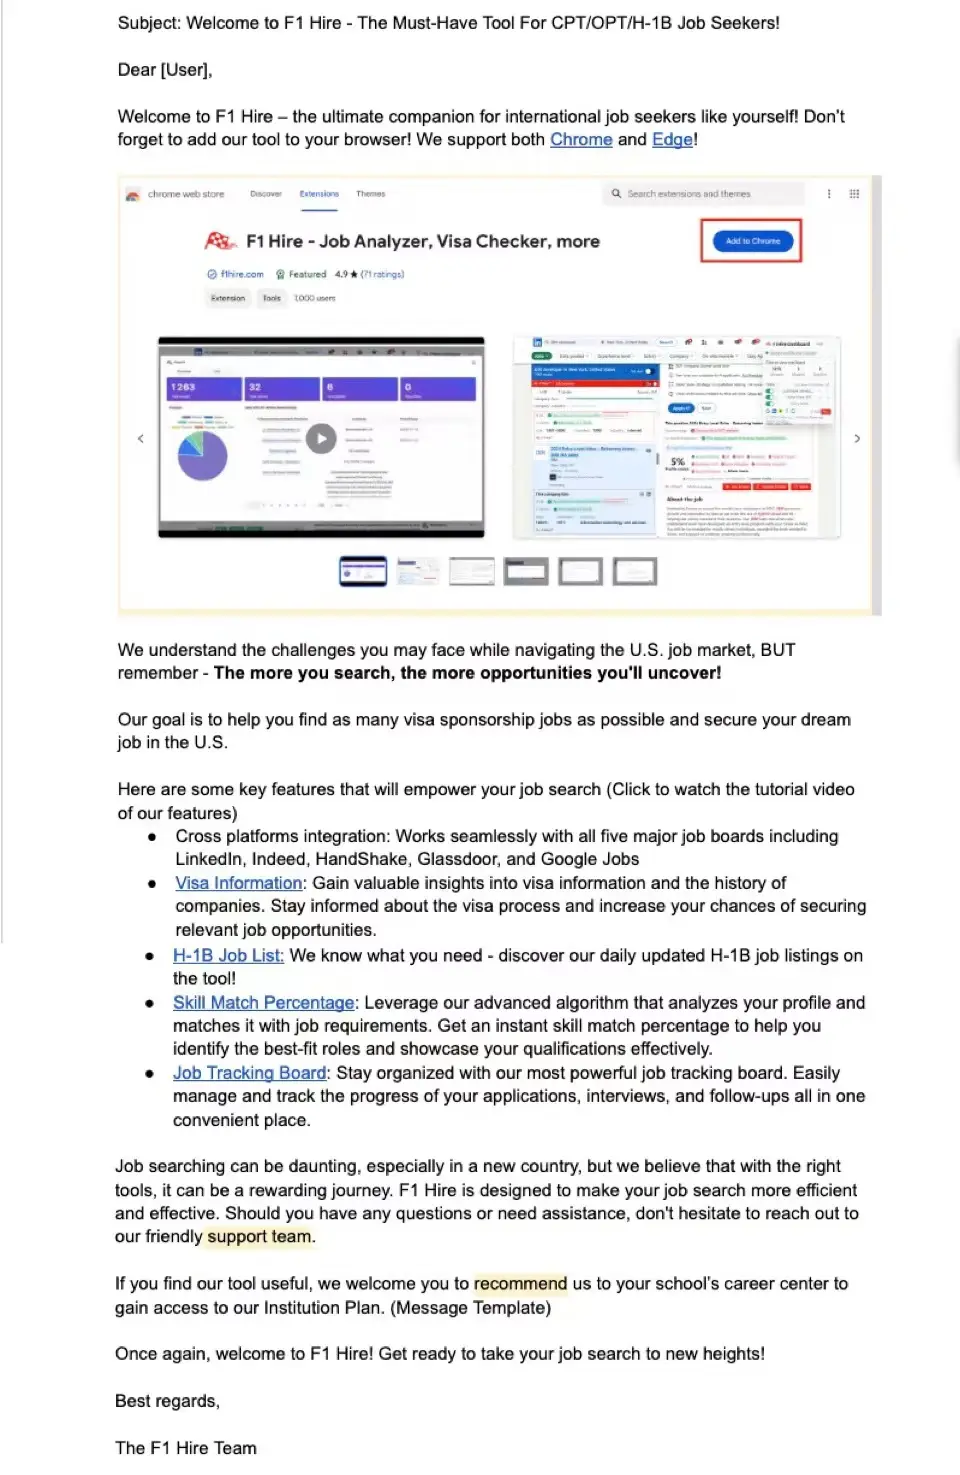 Subject: Welcome to F1 Hire - The Must-Have Tool For CPT/OPT/H-1B Job Seekers!
Dear [User],
Welcome to F1 Hire – the ultimate companion for international job seekers like yourself! Don't
forget to add our tool to your browser! We support both Chrome and Edge!
chrome web store Discover Extensions Themes Search extensions and themes
F1 Hire - Job Analyzer, Visa Checker, more Add to Chrome
f1hire.com Featured 4.9 ★ (71 ratings)
Extension Tools 1,000 users
1263 32 6 0
5%
About the job
We understand the challenges you may face while navigating the U.S. job market, BUT
remember - The more you search, the more opportunities you'll uncover!
Our goal is to help you find as many visa sponsorship jobs as possible and secure your dream
job in the U.S.
Here are some key features that will empower your job search (Click to watch the tutorial video
of our features)
● Cross platforms integration: Works seamlessly with all five major job boards including
LinkedIn, Indeed, HandShake, Glassdoor, and Google Jobs
● Visa Information: Gain valuable insights into visa information and the history of
companies. Stay informed about the visa process and increase your chances of securing
relevant job opportunities.
● H-1B Job List: We know what you need - discover our daily updated H-1B job listings on
the tool!
● Skill Match Percentage: Leverage our advanced algorithm that analyzes your profile and
matches it with job requirements. Get an instant skill match percentage to help you
identify the best-fit roles and showcase your qualifications effectively.
● Job Tracking Board: Stay organized with our most powerful job tracking board. Easily
manage and track the progress of your applications, interviews, and follow-ups all in one
convenient place.
Job searching can be daunting, especially in a new country, but we believe that with the right
tools, it can be a rewarding journey. F1 Hire is designed to make your job search more efficient
and effective. Should you have any questions or need assistance, don't hesitate to reach out to
our friendly support team.
If you find our tool useful, we welcome you to recommend us to your school's career center to
gain access to our Institution Plan. (Message Template)
Once again, welcome to F1 Hire! Get ready to take your job search to new heights!
Best regards,
The F1 Hire Team